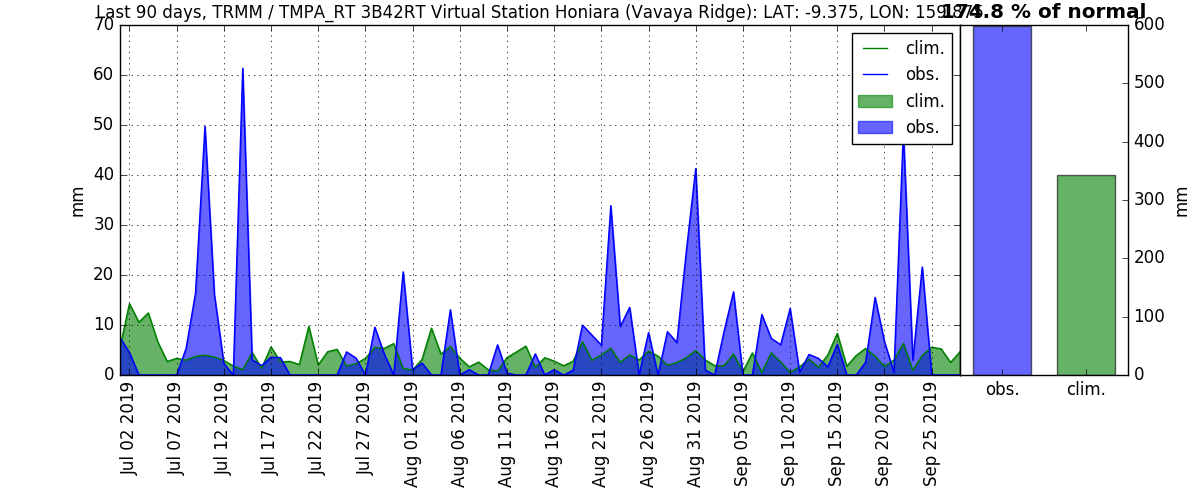 Last 90 days, TRMM / TMPA_RT 3B42RT Virtual Station Honiara (Vavaya Ridge): LAT: -9.375, LON:
174.8 % of normal
70
60
50
40
30
20
10
0
mm
clim.
obs.
clim.
obs.
600
500
400
300
200
100
0
mm
Jul 02 2019
Jul 07 2019
Jul 12 2019
Jul 17 2019
Jul 22 2019
Jul 27 2019
Aug 01 2019
Aug 06 2019
Aug 11 2019
Aug 16 2019
Aug 21 2019
Aug 26 2019
Aug 31 2019
Sep 05 2019
Sep 10 2019
Sep 15 2019
Sep 20 2019
Sep 25 2019
obs.
clim.